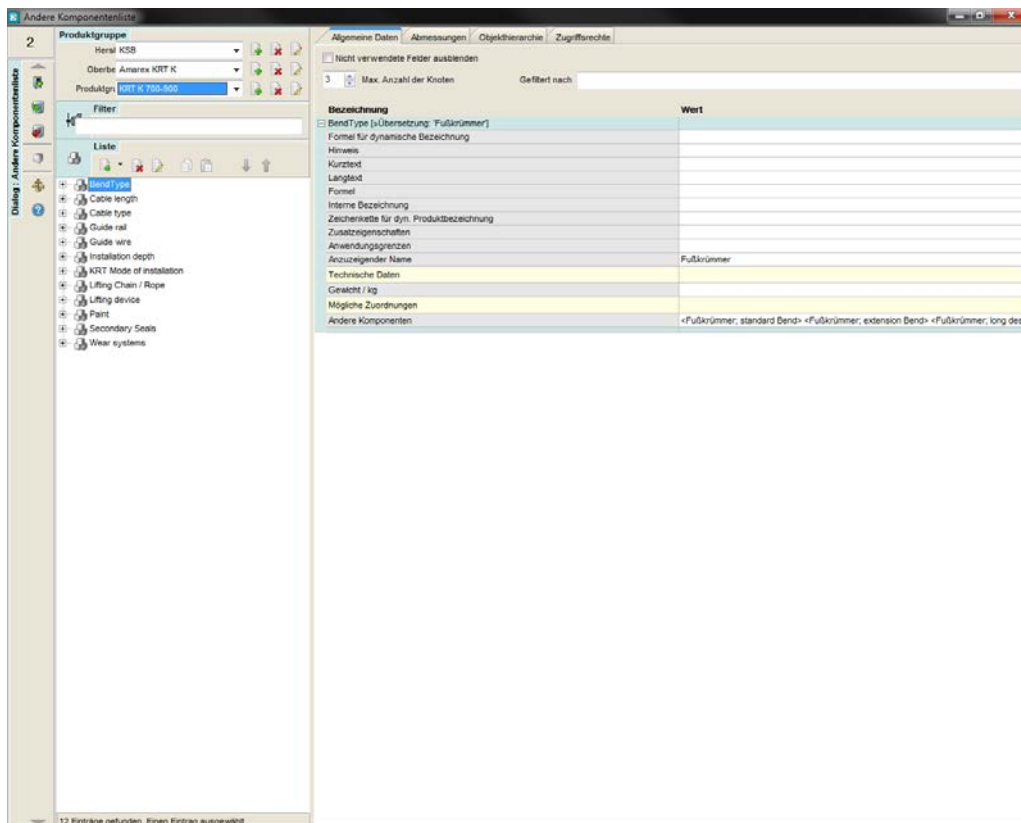 Andere Komponentenliste
2
Dialog : Andere Komponentenliste
Produktgruppe
Herst KSB
Oberbe Amarex KRT K
Produktgn KRT K 700-900
Filter
Liste
BendType
Cable length
Cable type
Guide rail
Guide wire
Installation depth
KRT Mode of installation
Lifting Chain / Rope
Lifting device
Paint
Secondary Seals
Wear systems
12 Einträge gefunden. Einen Eintrag ausgewählt
Allgemeine Daten Abmessungen Objekthierarchie Zugriffsrechte
Nicht verwendete Felder ausblenden
3 Max. Anzahl der Knoten Gefiltert nach
Bezeichnung Wert
BendType [»Übersetzung: 'Fußkrümmer']
Formel für dynamische Bezeichnung
Hinweis
Kurztext
Langtext
Formel
Interne Bezeichnung
Zeichenkette für dyn. Produktbezeichnung
Zusatzeigenschaften
Anwendungsgrenzen
Anzuzeigender Name Fußkrümmer
Technische Daten
Gewicht / kg
Mögliche Zuordnungen
Andere Komponenten <Fußkrümmer; standard Bend> <Fußkrümmer; extension Bend> <Fußkrümmer; long des